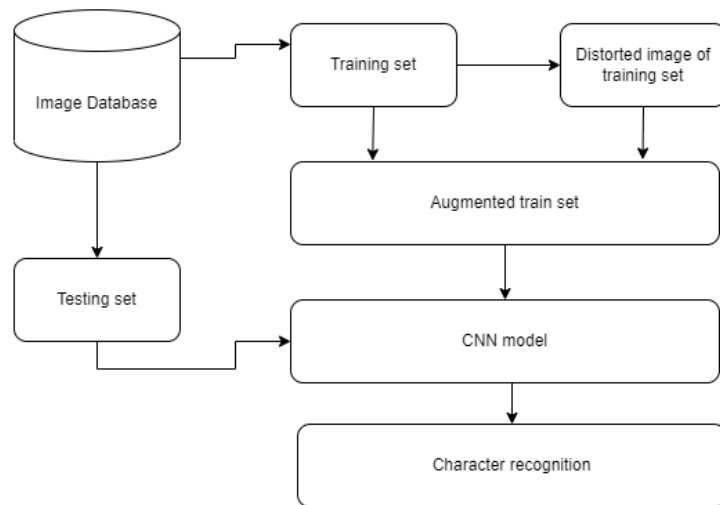 Image Database
Training set
Distorted image of
training set
Augmented train set
Testing set
CNN model
Character recognition